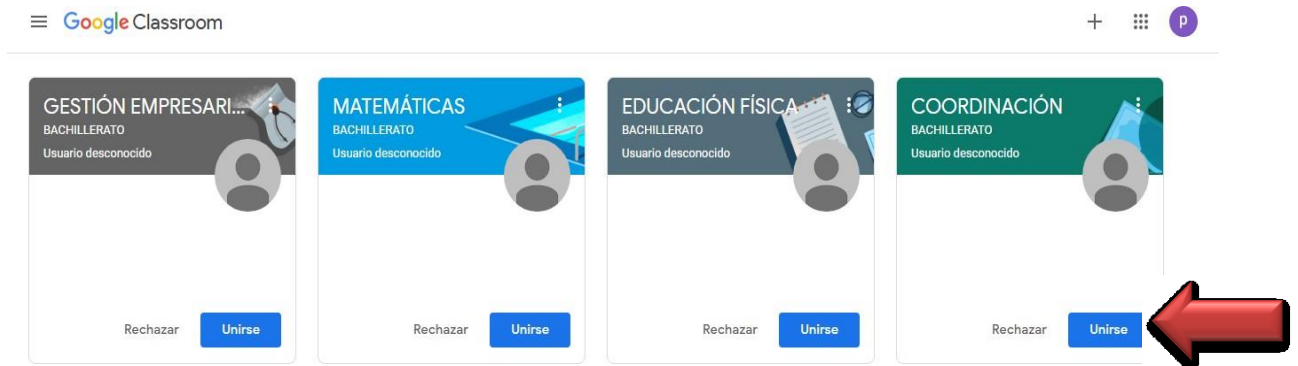 Google Classroom
p
GESTIÓN EMPRESARI...
BACHILLERATO
Usuario desconocido
Rechazar
Unirse
MATEMÁTICAS
BACHILLERATO
Usuario desconocido
Rechazar
Unirse
EDUCACIÓN FÍSICA
BACHILLERATO
Usuario desconocido
Rechazar
Unirse
COORDINACIÓN
BACHILLERATO
Usuario desconocido
Rechazar
Unirse